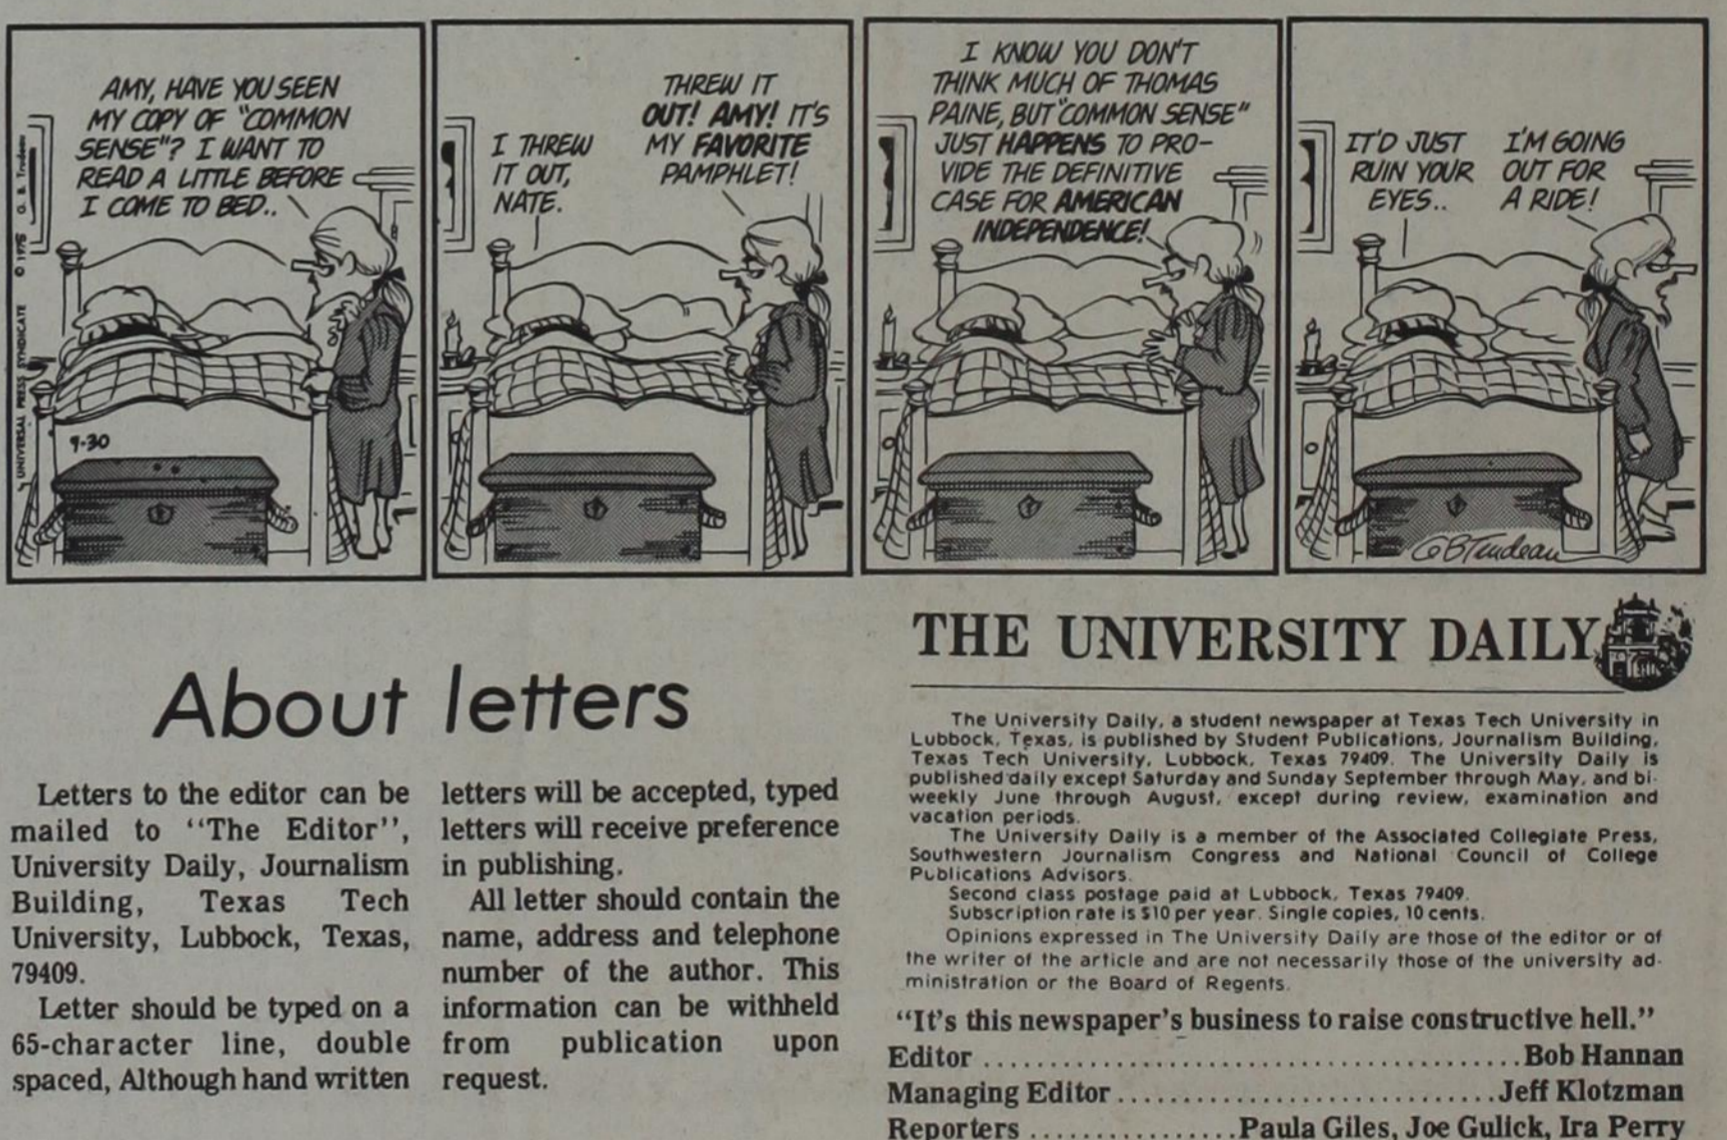 AMY, HAVE YOU SEEN
MY COPY OF "COMMON
SENSE"? I WANT TO
READ A LITTLE BEFORE
I COME TO BED..
UNIVERSAL PRESS SYNDICATE © 1975 G. B. Trudeau
9-30
I THREW
IT OUT,
NATE.
THREW IT
OUT! AMY! IT'S
MY FAVORITE
PAMPHLET!
I KNOW YOU DON'T
THINK MUCH OF THOMAS
PAINE, BUT "COMMON SENSE"
JUST HAPPENS TO PRO-
VIDE THE DEFINITIVE
CASE FOR AMERICAN
INDEPENDENCE!
IT'D JUST
RUIN YOUR
EYES..
I'M GOING
OUT FOR
A RIDE!
GBTrudeau
About letters
Letters to the editor can be
mailed to "The Editor",
University Daily, Journalism
Building, Texas Tech
University, Lubbock, Texas,
79409.
Letter should be typed on a
65-character line, double
spaced, Although hand written
letters will be accepted, typed
letters will receive preference
in publishing.
All letter should contain the
name, address and telephone
number of the author. This
information can be withheld
from publication upon
request.
THE UNIVERSITY DAILY
The University Daily, a student newspaper at Texas Tech University in
Lubbock, Texas, is published by Student Publications, Journalism Building,
Texas Tech University, Lubbock, Texas 79409. The University Daily is
published daily except Saturday and Sunday September through May, and bi-
weekly June through August, except during review, examination and
vacation periods.
The University Daily is a member of the Associated Collegiate Press,
Southwestern Journalism Congress and National Council of College
Publications Advisors.
Second class postage paid at Lubbock, Texas 79409.
Subscription rate is $10 per year. Single copies, 10 cents.
Opinions expressed in The University Daily are those of the editor or of
the writer of the article and are not necessarily those of the university ad-
ministration or the Board of Regents.
"It's this newspaper's business to raise constructive hell."
Editor ........................................ Bob Hannan
Managing Editor ............................. Jeff Klotzman
Reporters ................ Paula Giles, Joe Gulick, Ira Perry